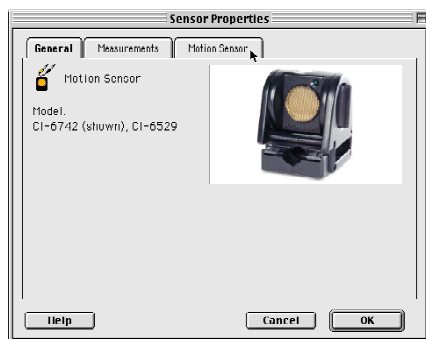 Sensor Properties
General Measurements Motion Sensor
Motion Sensor
Model.
CI-6742 (shown), CI-6529
Help Cancel OK